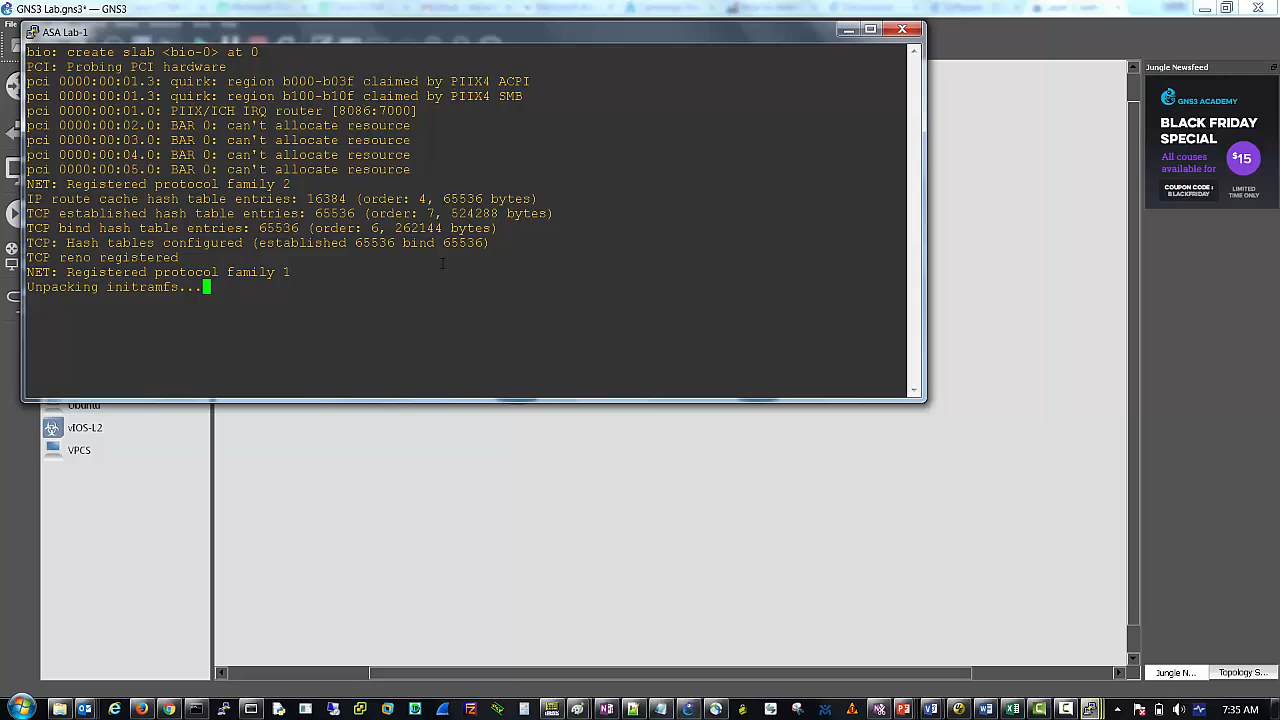 GNS3 Lab.gns3* — GNS3
File
ASA Lab-1
bio: create slab <bio-0> at 0
PCI: Probing PCI hardware
pci 0000:00:01.3: quirk: region b000-b03f claimed by PIIX4 ACPI
pci 0000:00:01.3: quirk: region b100-b10f claimed by PIIX4 SMB
pci 0000:00:01.0: PIIX/ICH IRQ router [8086:7000]
pci 0000:00:02.0: BAR 0: can't allocate resource
pci 0000:00:03.0: BAR 0: can't allocate resource
pci 0000:00:04.0: BAR 0: can't allocate resource
pci 0000:00:05.0: BAR 0: can't allocate resource
NET: Registered protocol family 2
IP route cache hash table entries: 16384 (order: 4, 65536 bytes)
TCP established hash table entries: 65536 (order: 7, 524288 bytes)
TCP bind hash table entries: 65536 (order: 6, 262144 bytes)
TCP: Hash tables configured (established 65536 bind 65536)
TCP reno registered
NET: Registered protocol family 1
Unpacking initramfs...
Ubuntu
vIOS-L2
VPCS
Jungle Newsfeed
GNS3 ACADEMY
BLACK FRIDAY
SPECIAL
All couses
available for
$15
COUPON CODE :
BLACKFRIDAY
LIMITED
TIME ONLY
Jungle N...
Topology S...
7:35 AM